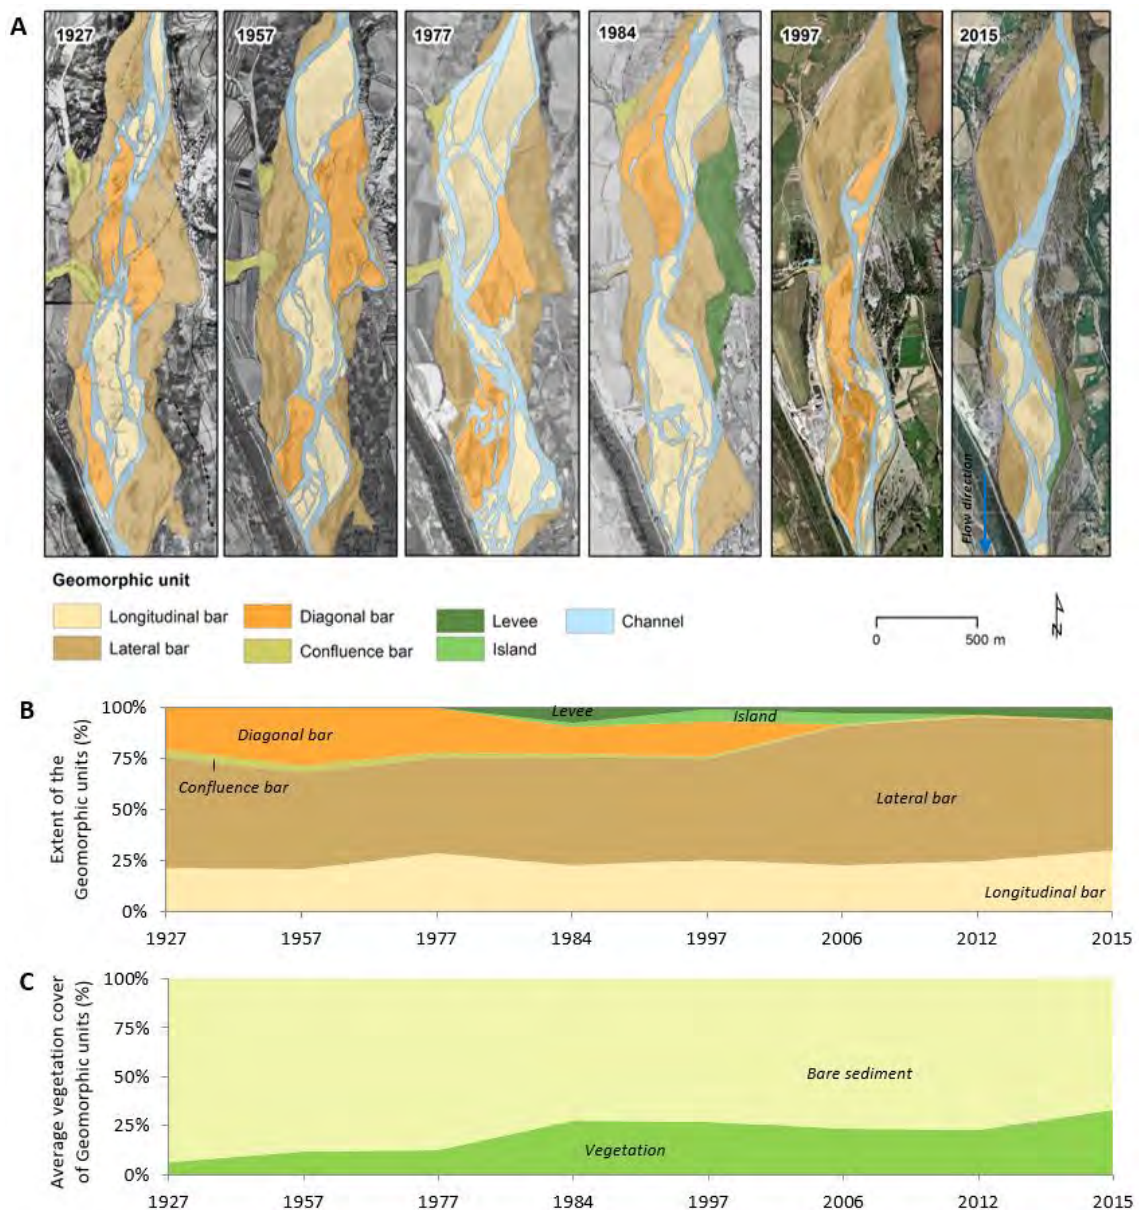 A
1927 1957 1977 1984 1997 2015
Flow direction
Geomorphic unit
Longitudinal bar
Diagonal bar
Levee
Channel
Lateral bar
Confluence bar
Island
0 500 m
N
B
Extent of the
Geomorphic units (%)
100%
75%
50%
25%
0%
Levee
Island
Diagonal bar
Confluence bar
Lateral bar
Longitudinal bar
1927 1957 1977 1984 1997 2006 2012 2015
C
Average vegetation cover
of Geomorphic units (%)
100%
75%
50%
25%
0%
Bare sediment
Vegetation
1927 1957 1977 1984 1997 2006 2012 2015